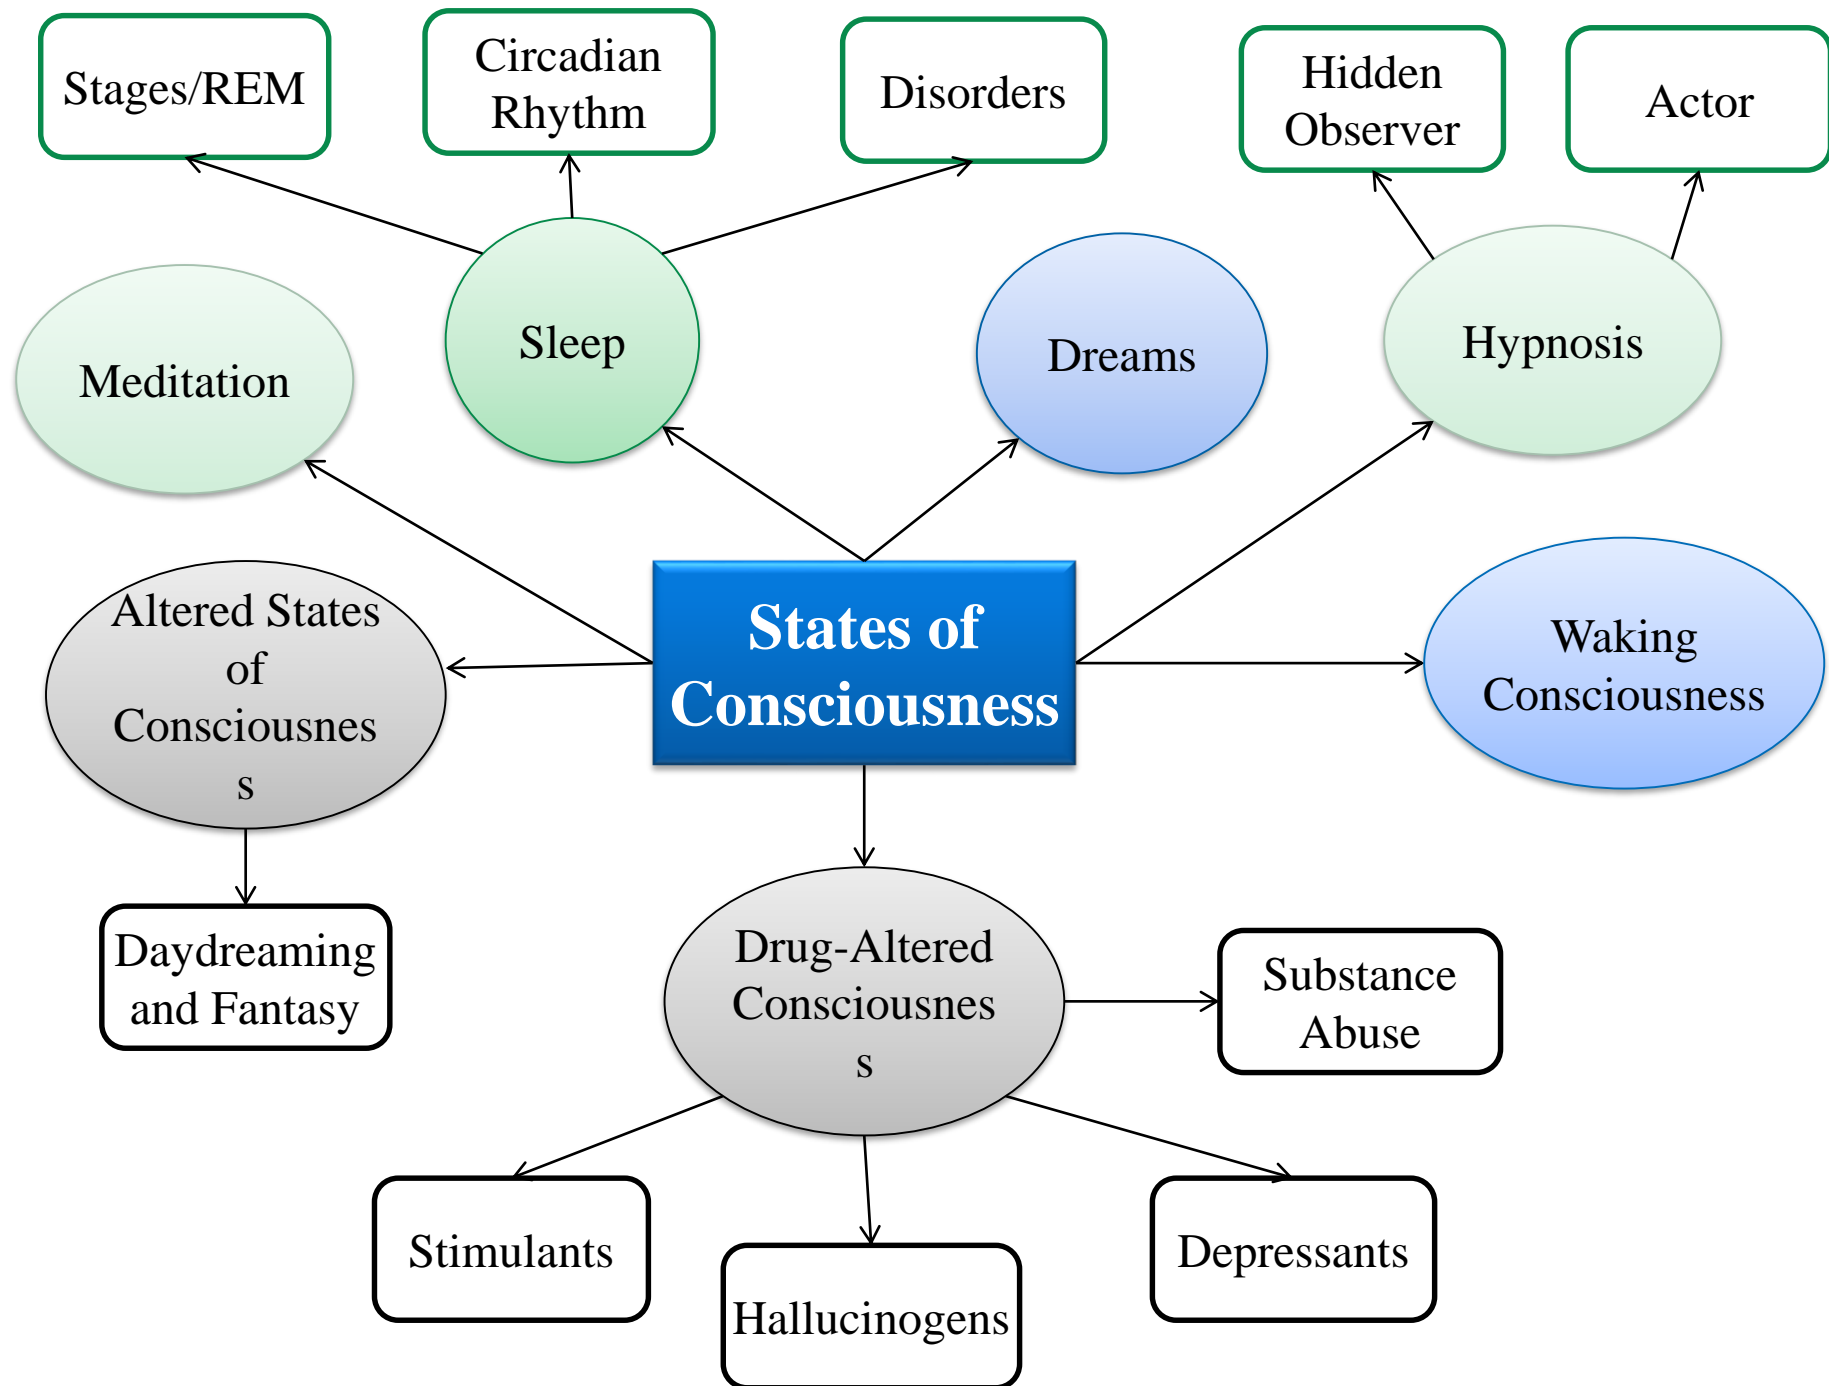 Stages/REM
Circadian
Rhythm
Disorders
Hidden
Observer
Actor
Meditation
Sleep
Dreams
Hypnosis
Altered States
of
Consciousnes
s
States of
Consciousness
Waking
Consciousness
Daydreaming
and Fantasy
Drug-Altered
Consciousnes
s
Substance
Abuse
Stimulants
Hallucinogens
Depressants